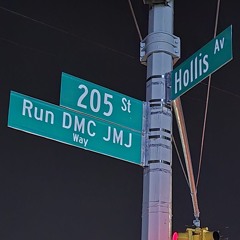 Hollis Av
205 St
Run DMC JMJ
Way